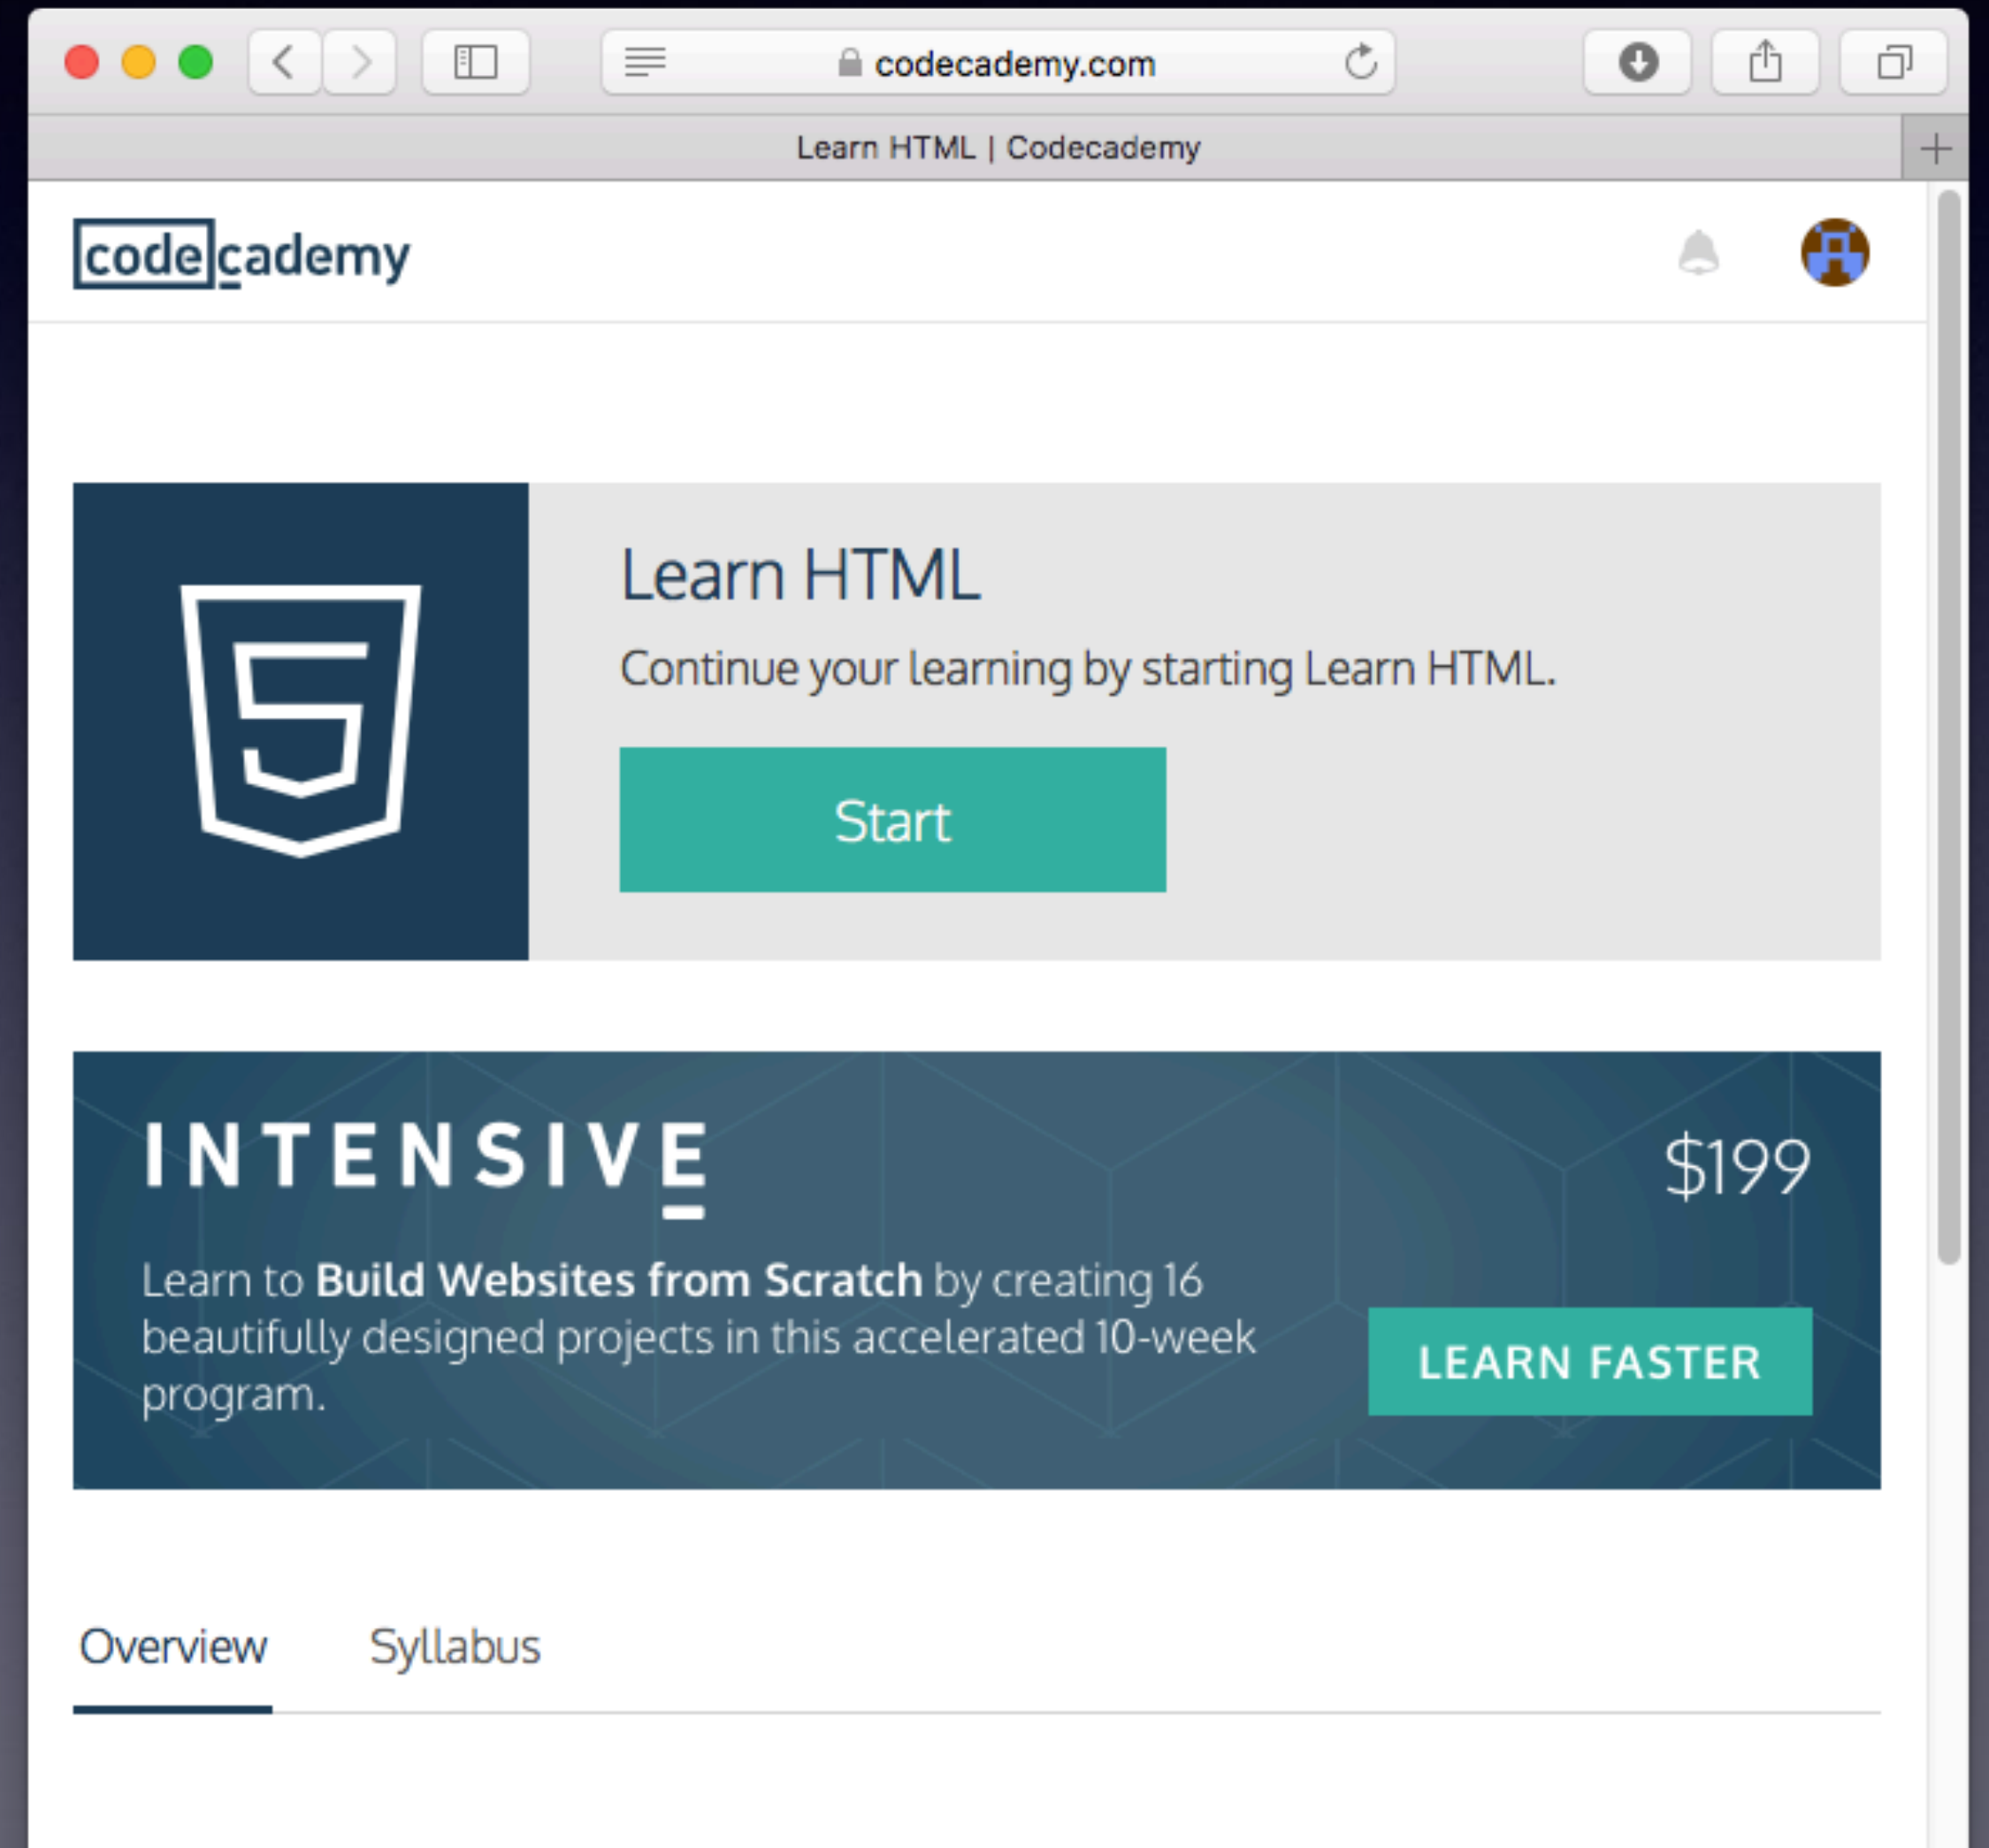 codecademy.com
Learn HTML | Codecademy
codecademy
Learn HTML
Continue your learning by starting Learn HTML.
Start
INTENSIVE
$199
Learn to Build Websites from Scratch by creating 16
beautifully designed projects in this accelerated 10-week
program.
LEARN FASTER
Overview Syllabus